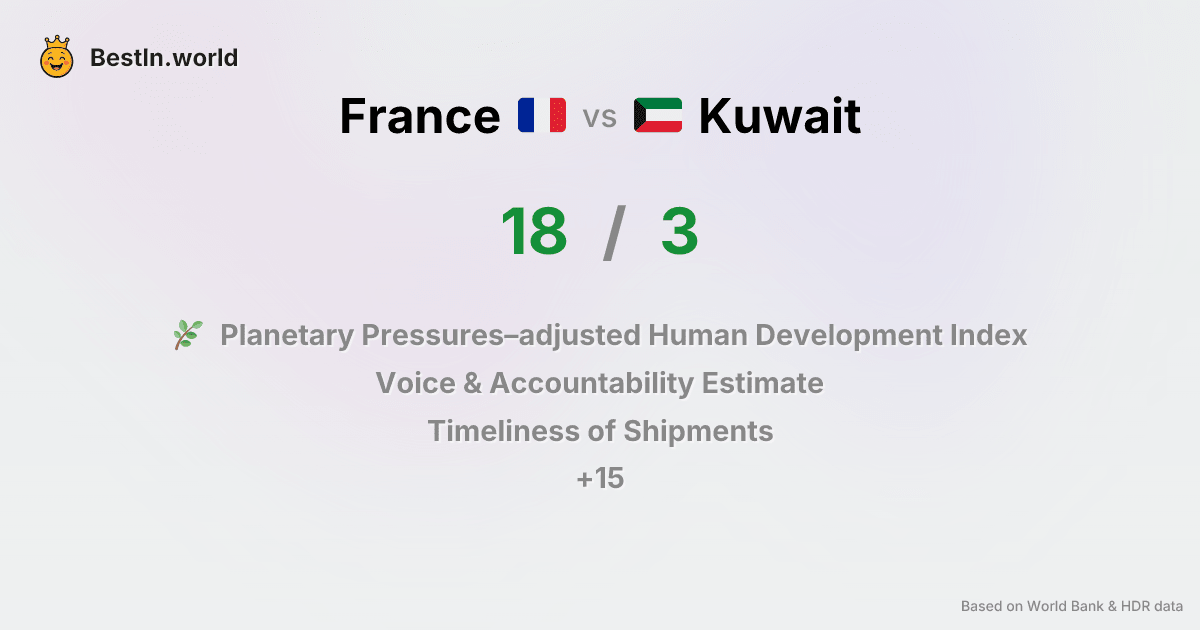 BestIn.world
France vs Kuwait
18 / 3
Planetary Pressures–adjusted Human Development Index
Voice & Accountability Estimate
Timeliness of Shipments
+15
Based on World Bank & HDR data